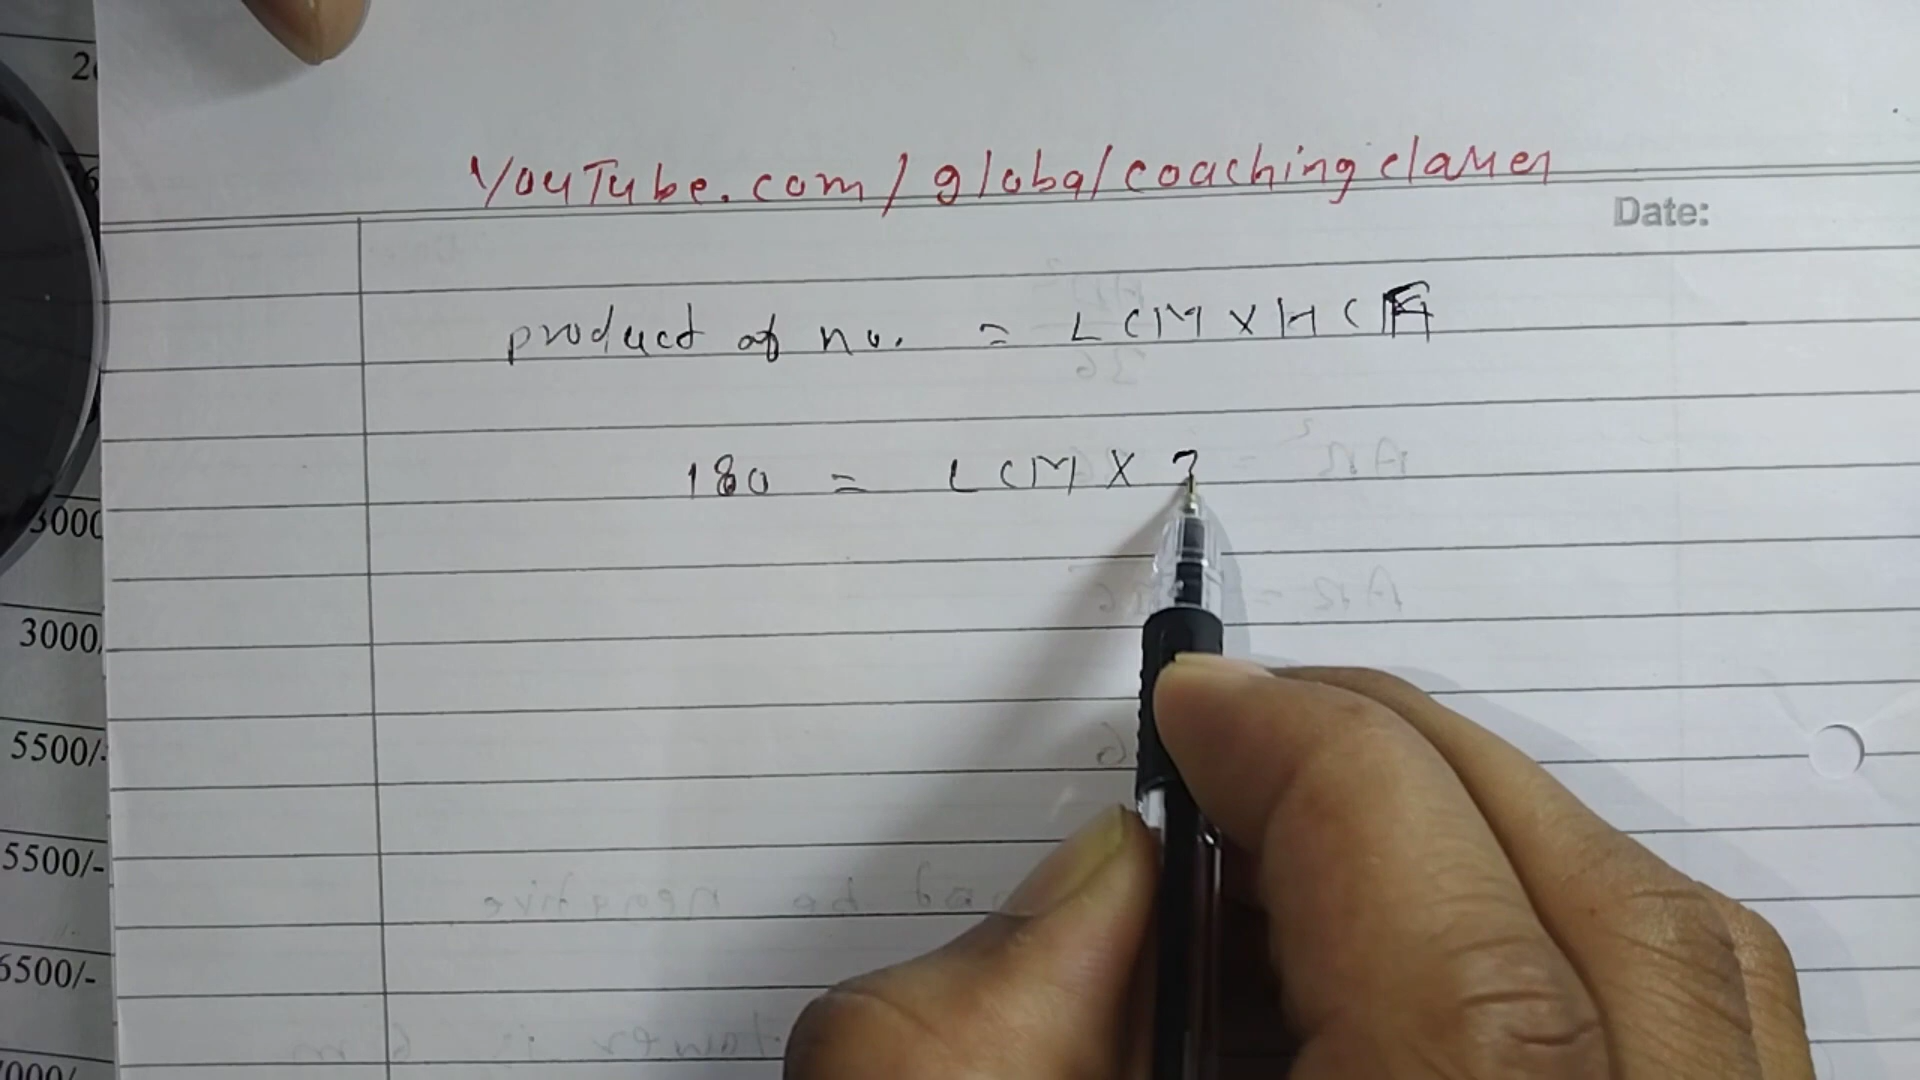 YouTube.com/globalcoachingclasses
Date:
product of no. = LCM X HCF
180 = LCM X 3
3000
3000/
5500/-
5500/-
6500/-